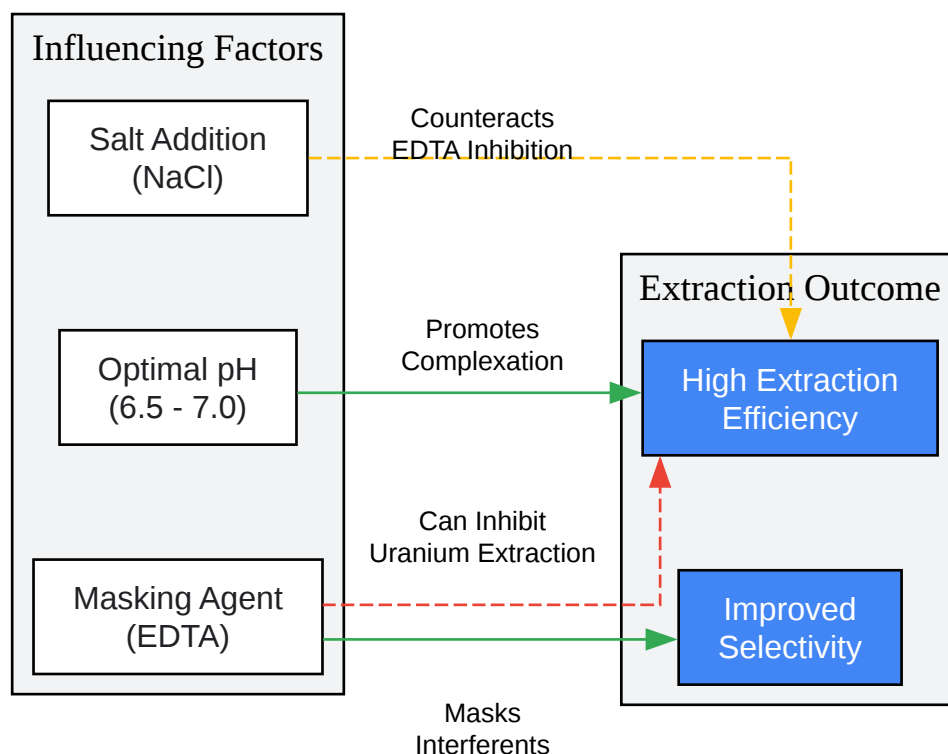 Influencing Factors
Salt Addition
(NaCl)
Counteracts
EDTA Inhibition
Extraction Outcome
Optimal pH
(6.5 - 7.0)
Promotes
Complexation
High Extraction
Efficiency
Can Inhibit
Uranium Extraction
Masking Agent
(EDTA)
Improved
Selectivity
Masks
Interferents